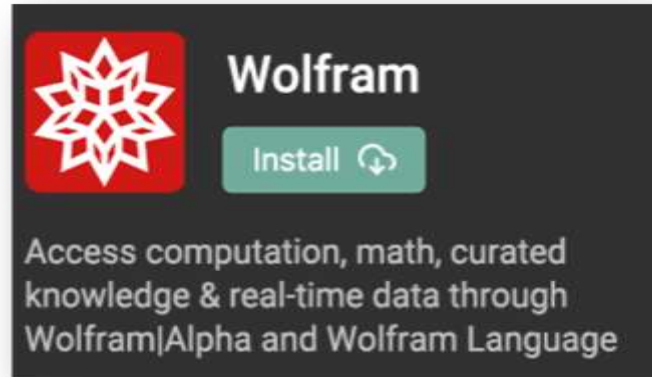 Wolfram
Install
Access computation, math, curated
knowledge & real-time data through
Wolfram|Alpha and Wolfram Language